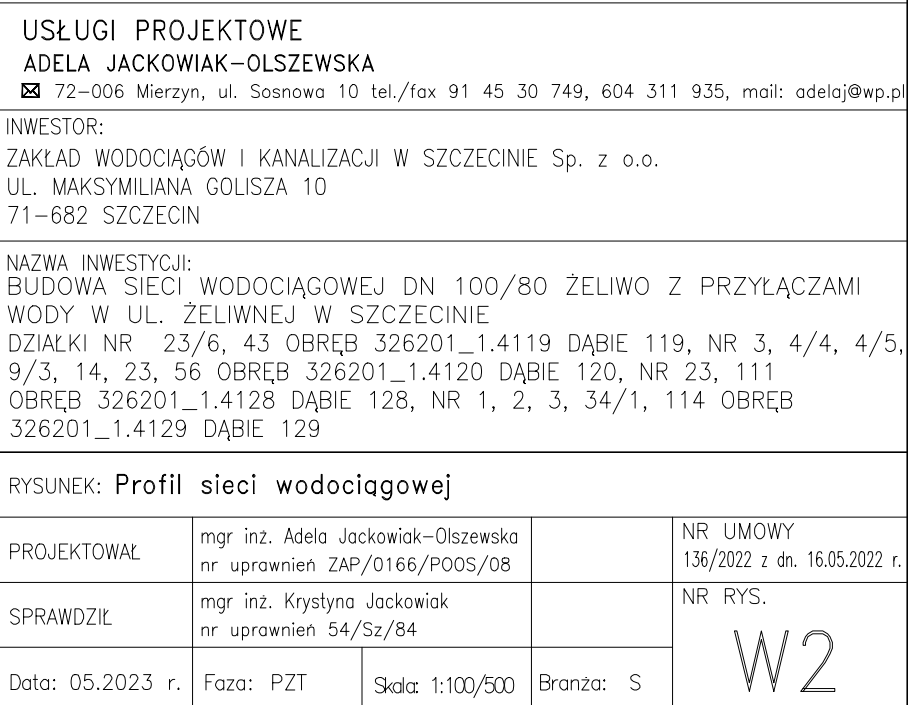 USŁUGI PROJEKTOWE
ADELA JACKOWIAK-OLSZEWSKA
72-006 Mierzyn, ul. Sosnowa 10 tel./fax 91 45 30 749, 604 311 935, mail: adelaj@wp.pl
INWESTOR:
ZAKŁAD WODOCIĄGÓW I KANALIZACJI W SZCZECINIE Sp. z o.o.
UL. MAKSYMILIANA GOLISZA 10
71-682 SZCZECIN
NAZWA INWESTYCJI:
BUDOWA SIECI WODOCIĄGOWEJ DN 100/80 ŻELIWO Z PRZYŁĄCZAMI
WODY W UL. ŻELIWNEJ W SZCZECINIE
DZIAŁKI NR 23/6, 43 OBRĘB 326201_1.4119 DĄBIE 119, NR 3, 4/4, 4/5,
9/3, 14, 23, 56 OBRĘB 326201_1.4120 DĄBIE 120, NR 23, 111
OBRĘB 326201_1.4128 DĄBIE 128, NR 1, 2, 3, 34/1, 114 OBRĘB
326201_1.4129 DĄBIE 129
RYSUNEK: Profil sieci wodociągowej
PROJEKTOWAŁ
mgr inż. Adela Jackowiak-Olszewska
nr uprawnień ZAP/0166/POOS/08
NR UMOWY
136/2022 z dn. 16.05.2022 r.
SPRAWDZIŁ
mgr inż. Krystyna Jackowiak
nr uprawnień 54/Sz/84
NR RYS.
W2
Data: 05.2023 r.
Faza: PZT
Skala: 1:100/500
Branża: S